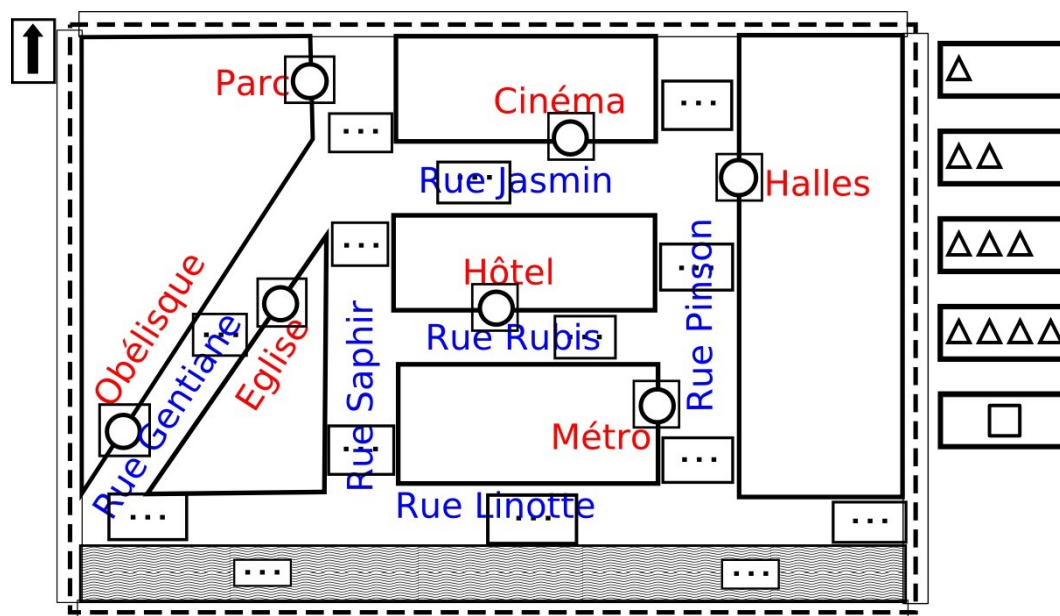 Parc
Cinéma
Rue Jasmin
Halles
Obélisque
Hôtel
Rue Pinson
Rue Gentiane
Eglise
Rue Saphir
Rue Rubis
Métro
Rue Linotte